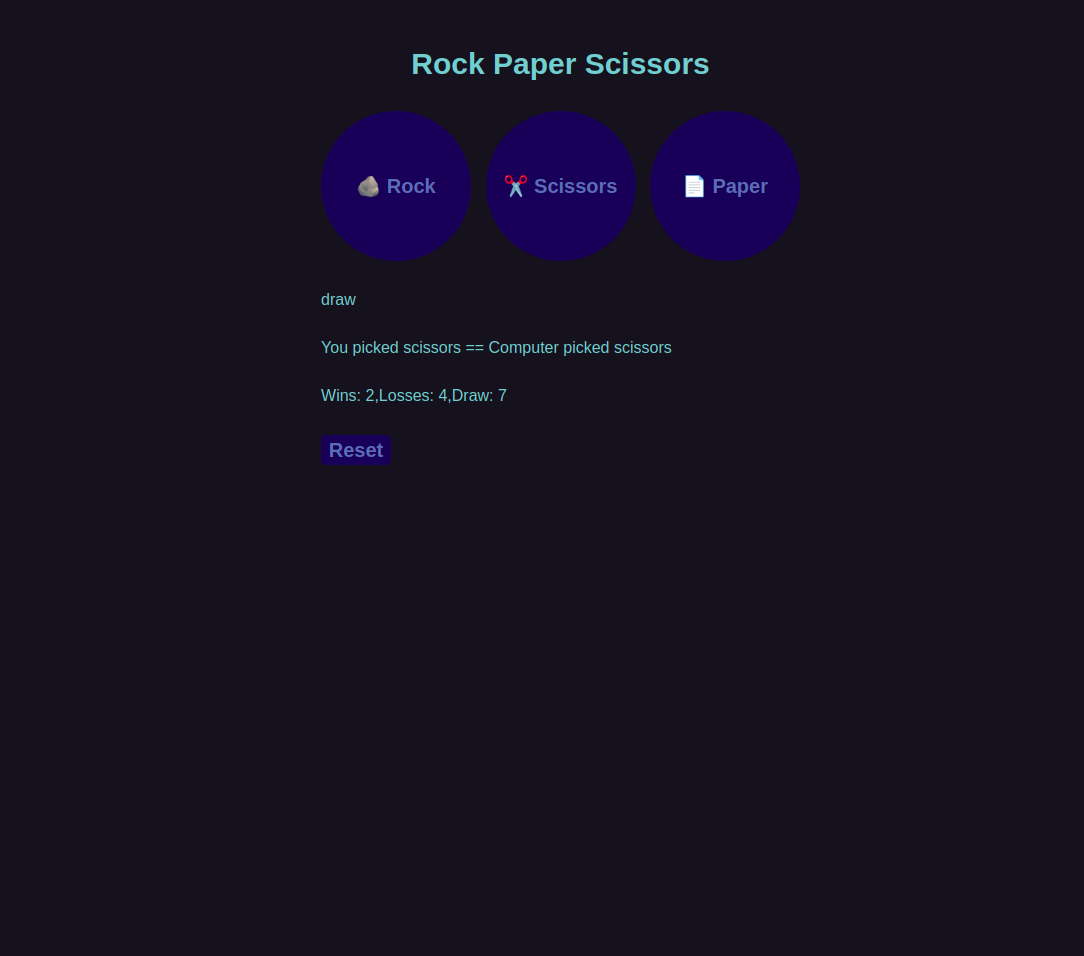 Rock Paper Scissors
🪨 Rock
✂️ Scissors
📄 Paper
draw
You picked scissors == Computer picked scissors
Wins: 2,Losses: 4,Draw: 7
Reset